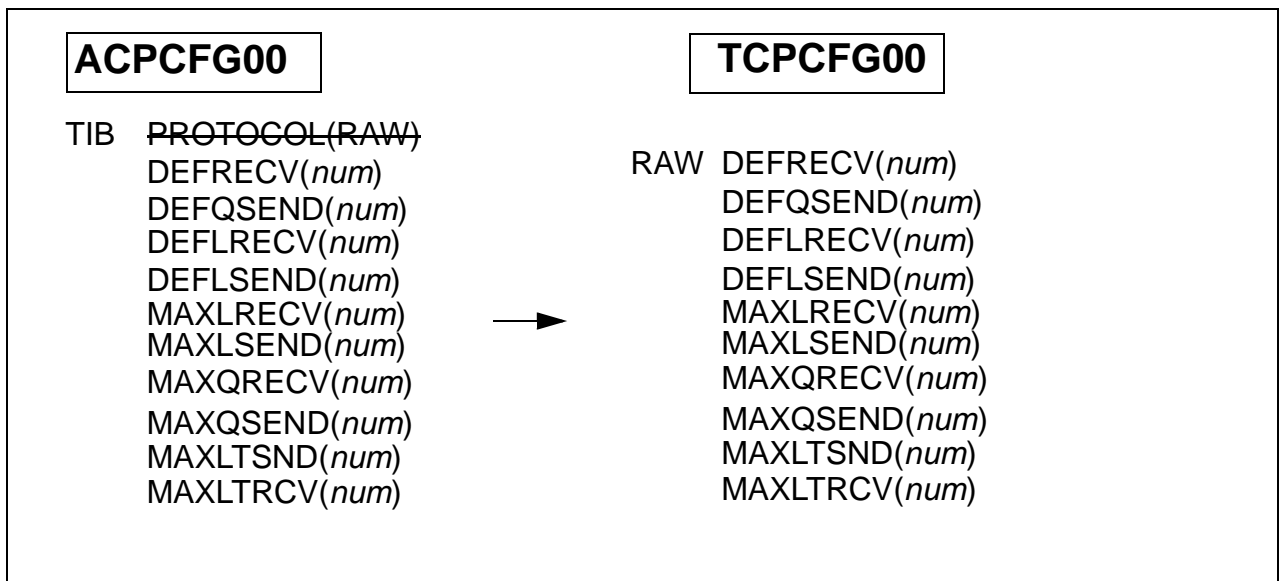 ACPCFG00
TIB PROTOCOL(RAW)
DEFRECV(num)
DEFQSEND(num)
DEFLRECV(num)
DEFLSEND(num)
MAXLRECV(num)
MAXLSEND(num)
MAXQRECV(num)
MAXQSEND(num)
MAXLTSND(num)
MAXLTRCV(num)
TCPCFG00
RAW DEFRECV(num)
DEFQSEND(num)
DEFLRECV(num)
DEFLSEND(num)
MAXLRECV(num)
MAXLSEND(num)
MAXQRECV(num)
MAXQSEND(num)
MAXLTSND(num)
MAXLTRCV(num)